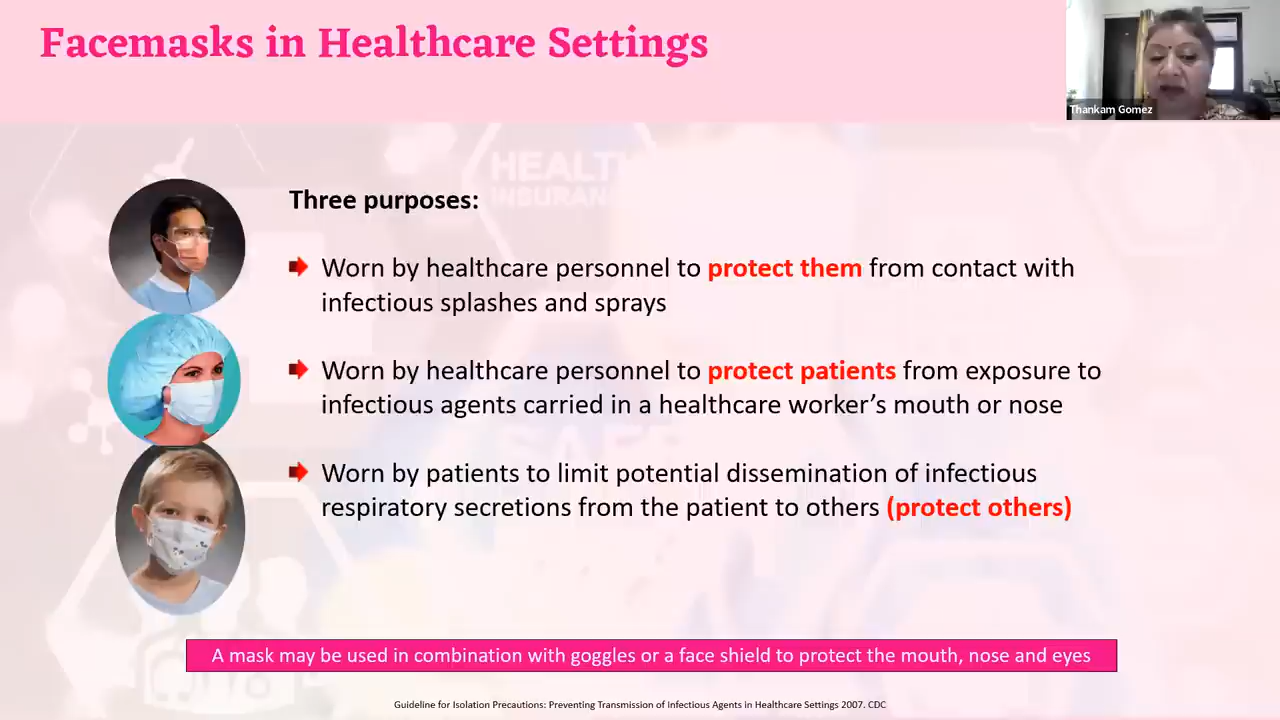 Facemasks in Healthcare Settings
Thankam Gomez
HEALTH
INSURAN
Three purposes:
Worn by healthcare personnel to protect them from contact with
infectious splashes and sprays
Worn by healthcare personnel to protect patients from exposure to
infectious agents carried in a healthcare worker’s mouth or nose
Worn by patients to limit potential dissemination of infectious
respiratory secretions from the patient to others (protect others)
A mask may be used in combination with goggles or a face shield to protect the mouth, nose and eyes
Guideline for Isolation Precautions: Preventing Transmission of Infectious Agents in Healthcare Settings 2007. CDC